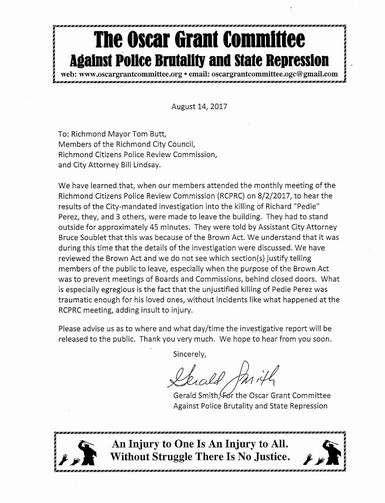 The Oscar Grant Committee
Against Police Brutality and State Repression
web: www.oscargrantcommittee.org • email: oscargrantcommittee.ogc@gmail.com
August 14, 2017
To: Richmond Mayor Tom Butt,
Members of the Richmond City Council,
Richmond Citizens Police Review Commission,
and City Attorney Bill Lindsay.
We have learned that, when our members attended the monthly meeting of the
Richmond Citizens Police Review Commission (RCPRC) on 8/2/2017, to hear the
results of the City-mandated investigation into the killing of Richard "Pedie"
Perez, they, and 3 others, were made to leave the building. They had to stand
outside for approximately 45 minutes. They were told by Assistant City Attorney
Bruce Soublet that this was because of the Brown Act. We understand that it was
during this time that the details of the investigation were discussed. We have
reviewed the Brown Act and we do not see which section(s) justify telling
members of the public to leave, especially when the purpose of the Brown Act
was to prevent meetings of Boards and Commissions, behind closed doors. What
is especially egregious is the fact that the unjustified killing of Pedie Perez was
traumatic enough for his loved ones, without incidents like what happened at the
RCPRC meeting, adding insult to injury.
Please advise us as to where and what day/time the investigative report will be
released to the public. Thank you very much. We hope to hear from you soon.
Sincerely,
Gerald Smith
Gerald Smith, For the Oscar Grant Committee
Against Police Brutality and State Repression
An Injury to One Is An Injury to All.
Without Struggle There Is No Justice.